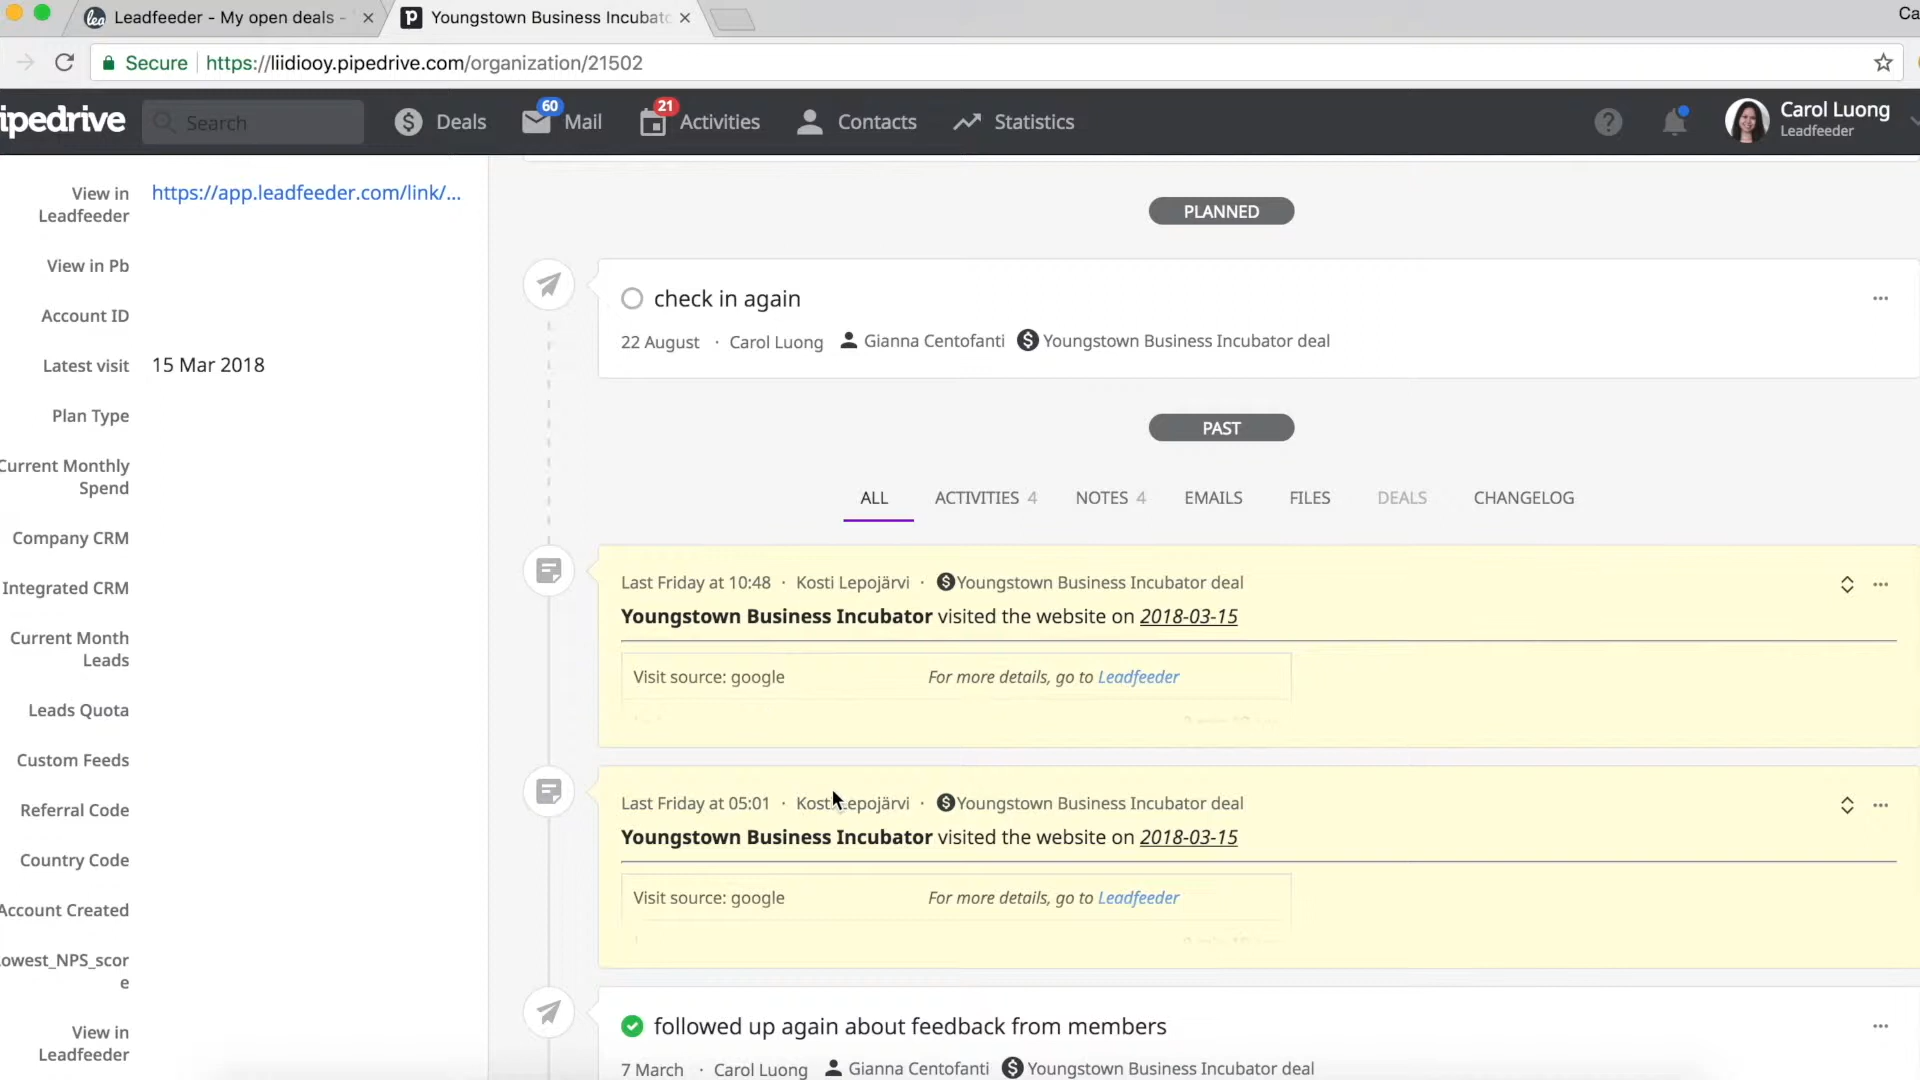 Leadfeeder - My open deals -
Youngstown Business Incubato
Ca
Secure
https://liidiooy.pipedrive.com/organization/21502
pipedrive
Search
Deals
60
Mail
21
Activities
Contacts
Statistics
?
Carol Luong
Leadfeeder
View in
Leadfeeder
https://app.leadfeeder.com/link/...
View in Pb
Account ID
Latest visit
15 Mar 2018
Plan Type
Current Monthly
Spend
Company CRM
Integrated CRM
Current Month
Leads
Leads Quota
Custom Feeds
Referral Code
Country Code
Account Created
owest_NPS_scor
e
View in
Leadfeeder
PLANNED
check in again
22 August · Carol Luong Gianna Centofanti Youngstown Business Incubator deal
PAST
ALL
ACTIVITIES 4
NOTES 4
EMAILS
FILES
DEALS
CHANGELOG
Last Friday at 10:48 · Kosti Lepojärvi · Youngstown Business Incubator deal
Youngstown Business Incubator visited the website on 2018-03-15
Visit source: google
For more details, go to Leadfeeder
Last Friday at 05:01 · Kosti Lepojärvi · Youngstown Business Incubator deal
Youngstown Business Incubator visited the website on 2018-03-15
Visit source: google
For more details, go to Leadfeeder
followed up again about feedback from members
7 March · Carol Luong Gianna Centofanti Youngstown Business Incubator deal